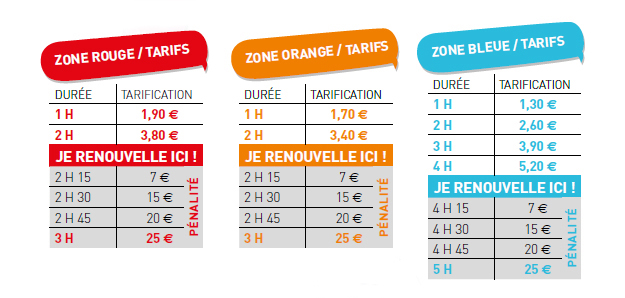 ZONE ROUGE / TARIFS
DURÉE TARIFICATION
1 H 1,90 €
2 H 3,80 €
JE RENOUVELLE ICI !
2 H 15 7 €
2 H 30 15 €
2 H 45 20 €
3 H 25 €
PÉNALITÉ
ZONE ORANGE / TARIFS
DURÉE TARIFICATION
1 H 1,70 €
2 H 3,40 €
JE RENOUVELLE ICI !
2 H 15 7 €
2 H 30 15 €
2 H 45 20 €
3 H 25 €
PÉNALITÉ
ZONE BLEUE / TARIFS
DURÉE TARIFICATION
1 H 1,30 €
2 H 2,60 €
3 H 3,90 €
4 H 5,20 €
JE RENOUVELLE ICI !
4 H 15 7 €
4 H 30 15 €
4 H 45 20 €
5 H 25 €
PÉNALITÉ